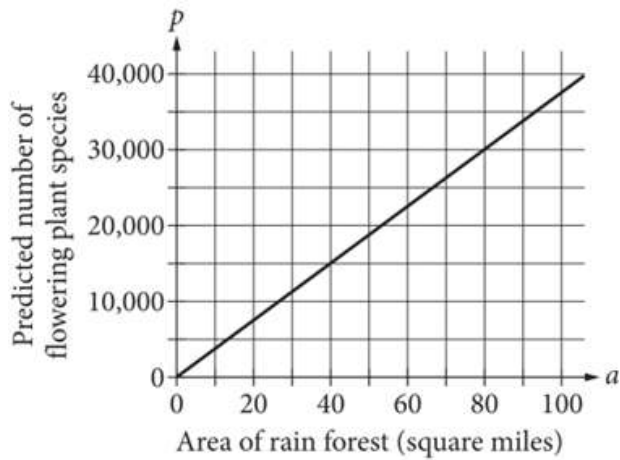 p
40,000
30,000
20,000
10,000
0
Predicted number of
flowering plant species
0 20 40 60 80 100
a
Area of rain forest (square miles)